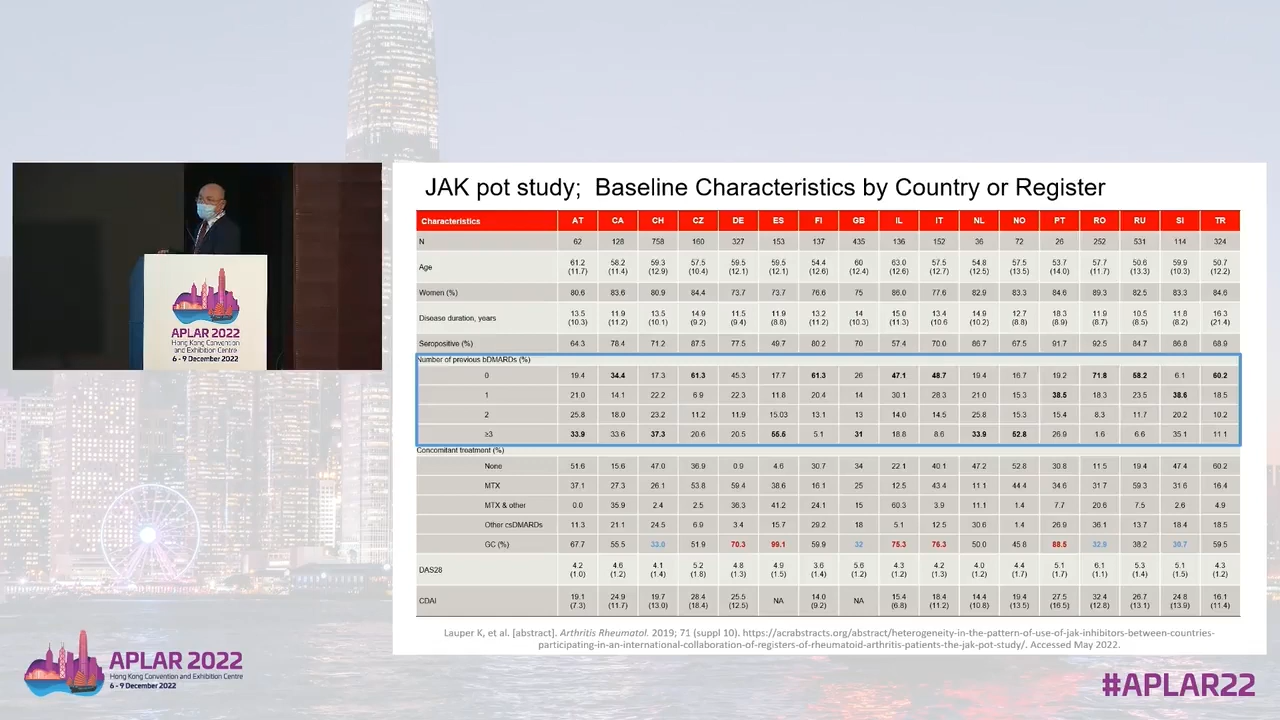 JAK pot study;  Baseline Characteristics by Country or Register
Characteristics AT CA CH CZ DE ES FI GB IL IT NL NO PT RO RU SI TR
N 62 128 758 160 327 153 137 435 136 152 36 72 26 252 531 114 324
Age 61.2 58.2 59.3 57.5 59.5 59.5 54.4 60 63.0 57.5 54.8 57.5 53.7 57.7 50.6 59.9 50.7
(11.7) (11.4) (12.9) (10.4) (12.1) (12.1) (12.4) (12.6) (12.7) (12.5) (13.5) (14.0) (11.7) (13.3) (10.3) (12.2)
Women (%) 80.6 83.6 84.4 73.7 73.7 76.6 75 77.6 82.9 83.3 84.6 89.3 82.5 83.3 84.6
Disease duration, years 13.5 11.9 13.5 14.9 11.5 11.9 13.2 14 15.0 13.4 14.9 12.7 18.3 11.9 10.5 11.8 16.3
(10.3) (11.2) (10.1) (9.2) (9.4) (8.8) (11.2) (10.3) (11.3) (10.6 (10.2) (8.8) (8.9) (8.7) (8.5) (8.2) (21.4)
Seropositive (%) 64.3 78.4 71.2 87.5 77.5 49.7 80.2 70 70.0 86.7 67.5 91.7 92.5 84.7 68.9
Number of previous bDMARDs (%)
0 19.4 34.4 17.3 61.3 45.3 17.7 61.3 26 47.1 48.7 19.4 16.7 19.2 71.8 58.2 6.1 60.2
1 21.0 14.1 22.2 6.9 22.3 11.8 20.4 14 30.1 28.3 21.0 15.3 38.5 18.3 23.5 38.6 18.5
2 25.8 18.0 23.2 11.2 11.9 15.03 13.1 13 14.0 14.5 25.8 15.3 15.4 8.3 11.7 20.2 10.2
≥3 33.9 33.6 37.3 20.6 20.5 55.6 5.1 31 8.6 33.9 52.8 26.9 1.6 6.6 35.1 11.1
Concomitant treatment (%)
None 51.6 15.6 47.0 36.9 0.9 4.6 30.7 34 22.1 40.1 47.2 52.8 30.8 11.5 19.4 47.4 60.2
MTX 37.1 27.3 26.1 53.8 59.4 38.6 16.1 25 12.5 43.4 11.1 44.4 34.6 31.7 59.3 31.6 16.4
MTX & other 0.0 35.9 2.4 2.5 36.3 41.2 24.1 15 60.3 3.9 11.1 1.4 7.7 20.6 7.5 2.6 4.9
Other csDMARDs 11.3 21.1 24.5 6.9 3.4 15.7 18 5.1 12.5 30.6 1.4 26.9 36.1 13.7 18.4 18.5
GC (%) 67.7 55.5 33.0 51.9 70.3 99.1 59.9 32 75.3 76.3 50.0 45.8 88.5 32.9 38.2 59.5
DAS28 4.2 4.6 4.1 5.2 4.8 4.9 3.6 5.6 4.3 4.2 4.0 4.4 5.1 6.1 5.1 4.3
(1.0) (1.2) (1.4) (1.8) (1.3) (1.5) (1.4) (1.2) (1.2) (1.3) (1.2) (1.7) (1.7) (1.1) (1.4) (1.5) (1.2)
CDAI 19.1 24.9 19.7 28.4 25.5 NA 14.0 NA 15.4 18.4 14.4 19.4 27.5 32.4 26.7 24.8 16.1
(7.3) (11.7) (13.0) (18.4) (12.5) (9.2) (6.8) (11.2) (10.8) (13.5) (16.5) (12.8) (13.1) (13.9) (11.4)
Lauper K, et al. [abstract]. Arthritis Rheumatol. 2019; 71 (suppl 10). https://acrabstracts.org/abstract/heterogeneity-in-the-pattern-of-use-of-jak-inhibitors-between-countries-
participating-in-an-international-collaboration-of-registers-of-rheumatoid-arthritis-patients-the-jak-pot-study/. Accessed May 2022.
APLAR 2022
Hong Kong Convention
and Exhibition Centre
6 - 9 December 2022
APLAR 2022
Hong Kong Convention and Exhibition Centre
6 - 9 December 2022
#APLAR22